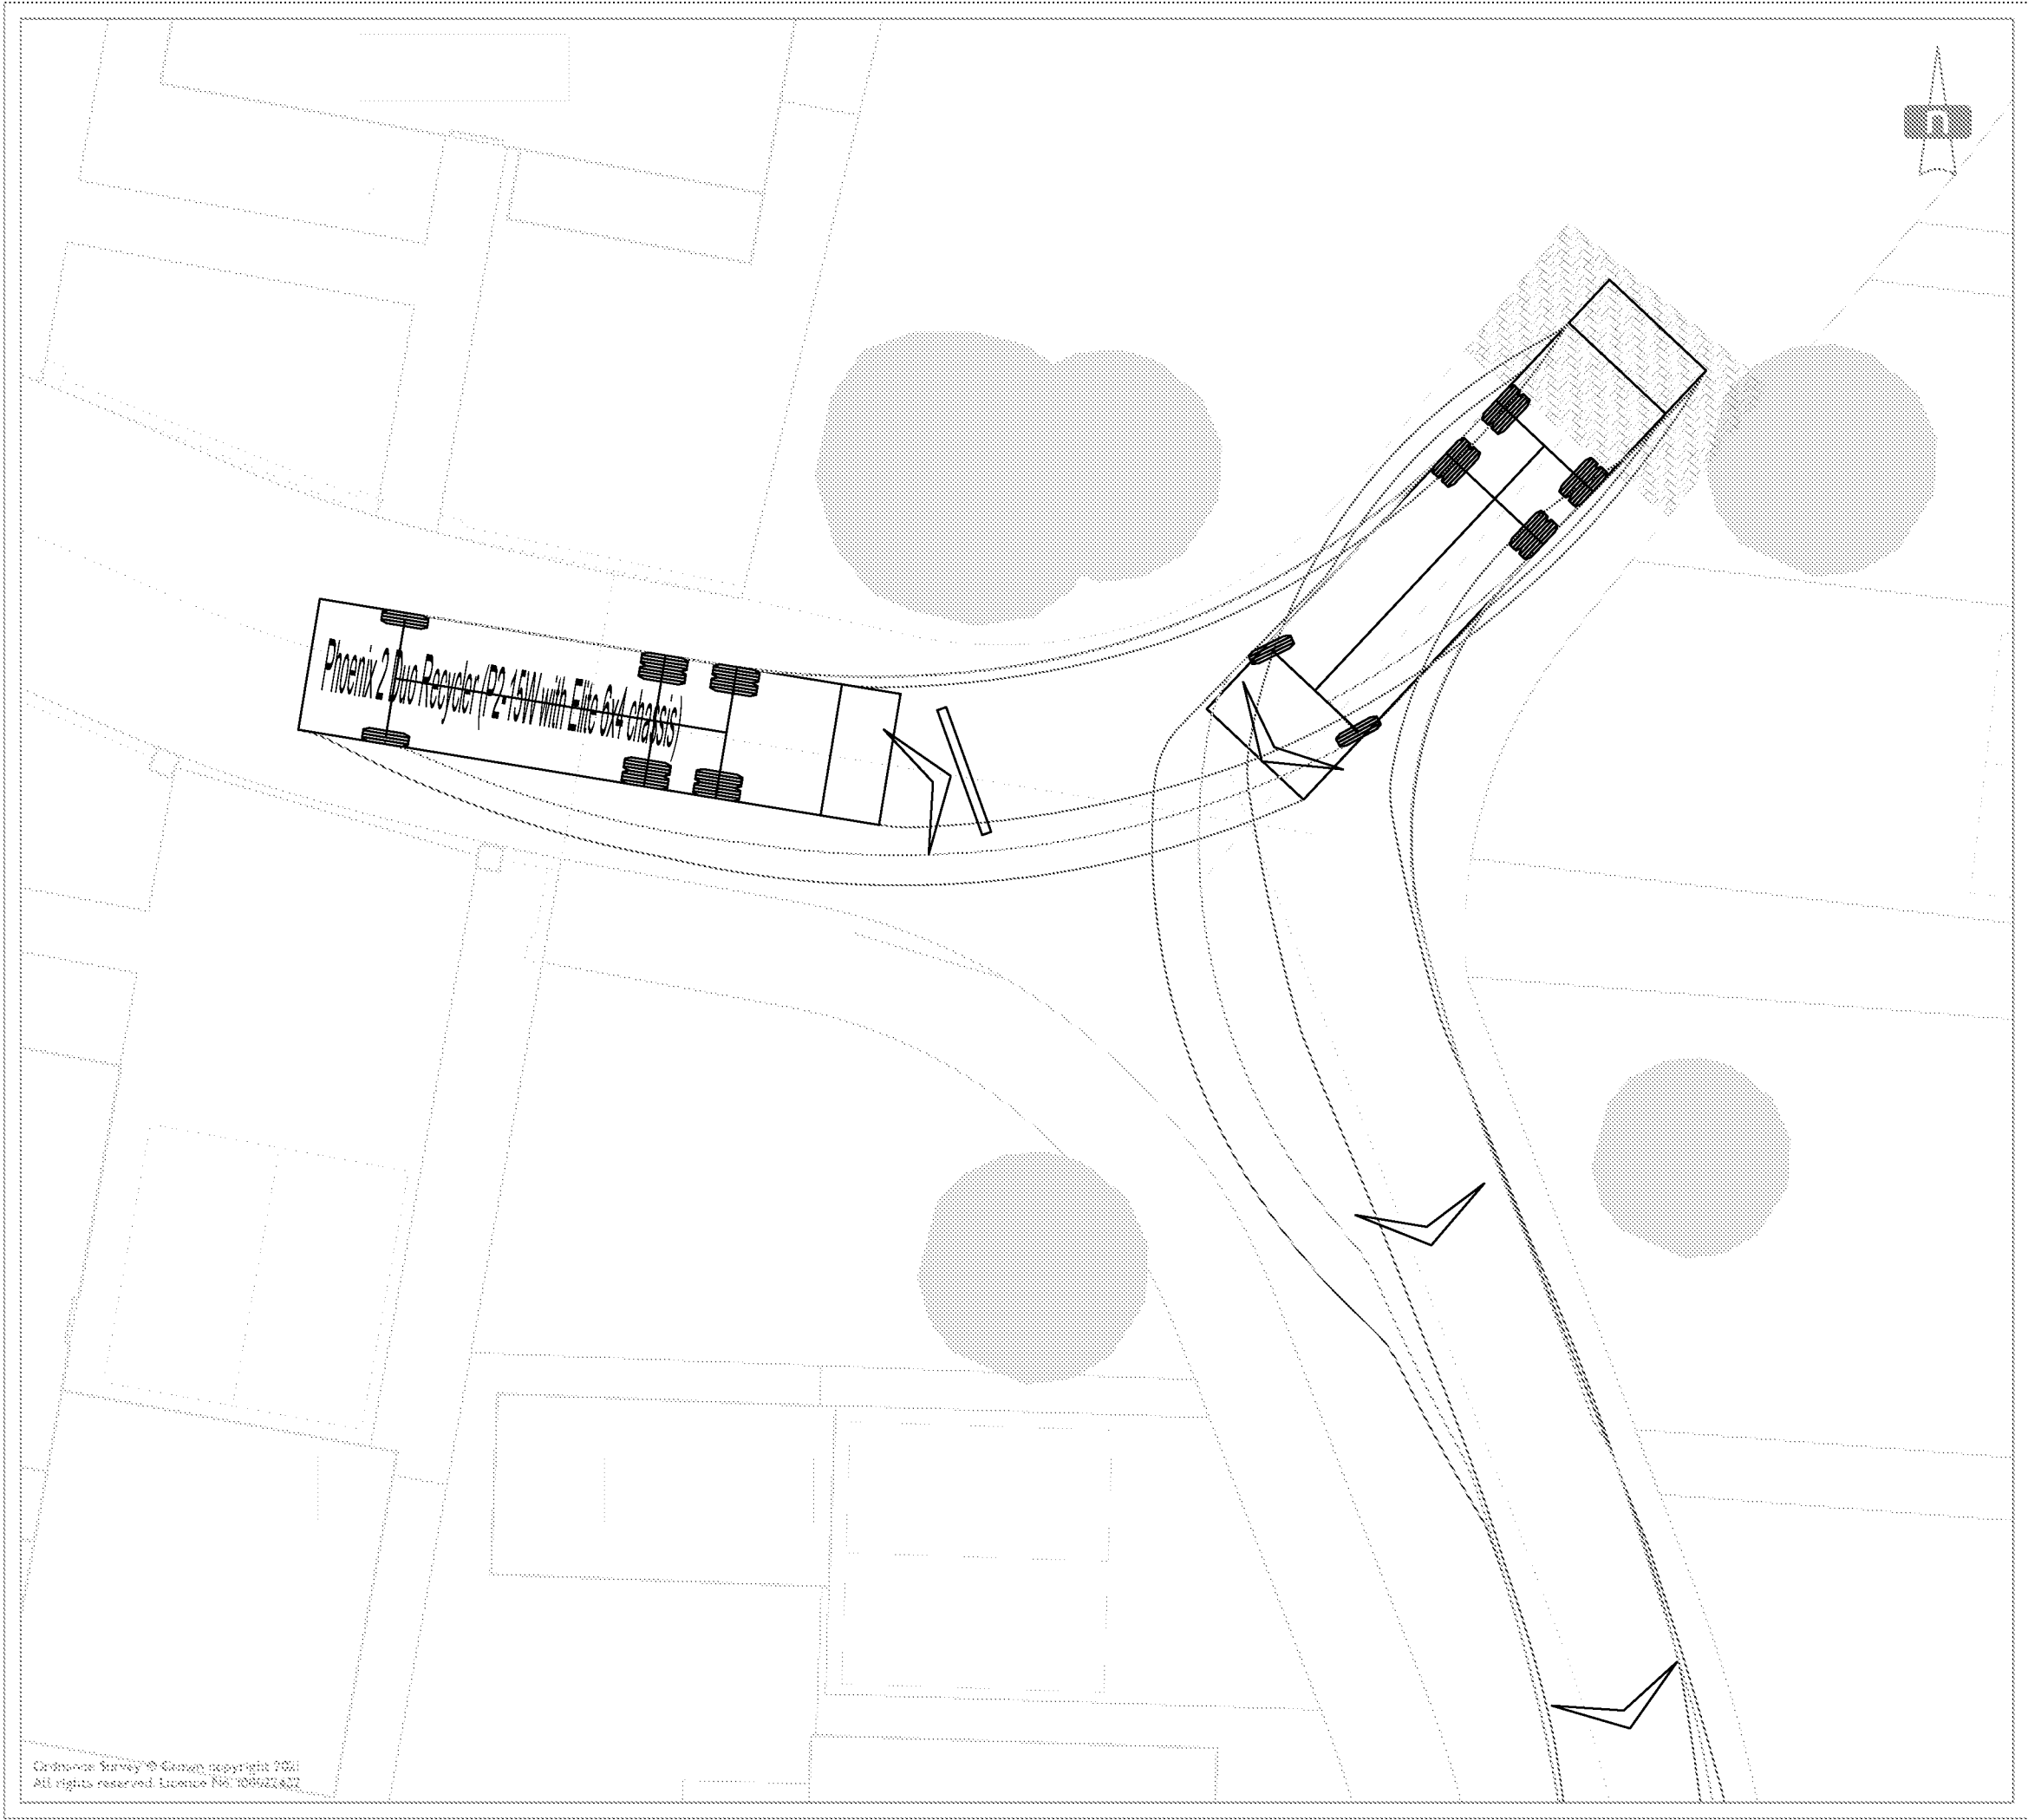 n
Phoenix 2 Duo Recycler (P2-15W with Elite 6x4 chassis)
Ordnance Survey © Crown copyright 2021
All rights reserved. Licence No.